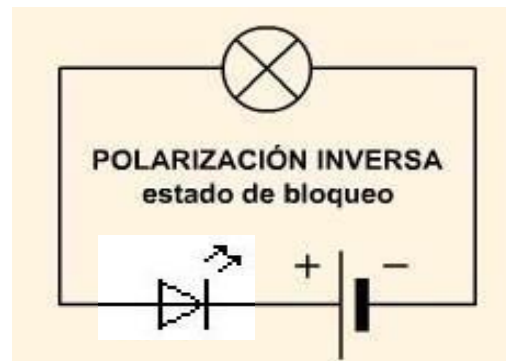 POLARIZACIÓN INVERSA
estado de bloqueo
+ −